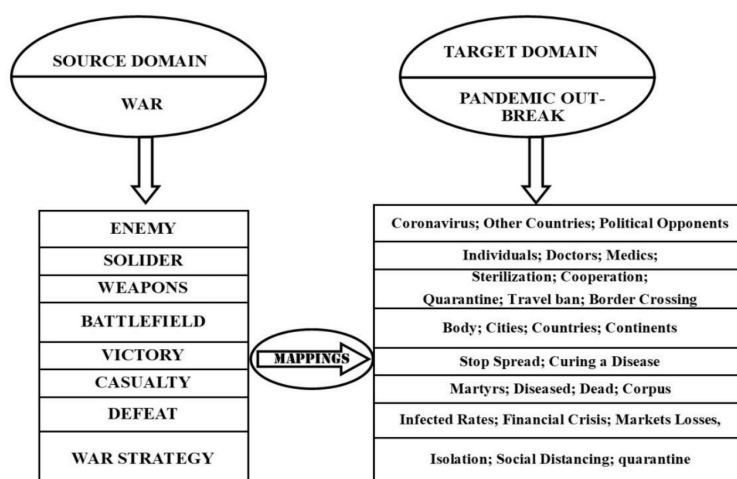 SOURCE DOMAIN
WAR
TARGET DOMAIN
PANDEMIC OUT-
BREAK
ENEMY
SOLIDER
WEAPONS
BATTLEFIELD
VICTORY
CASUALTY
DEFEAT
WAR STRATEGY
MAPPINGS
Coronavirus; Other Countries; Political Opponents
Individuals; Doctors; Medics;
Sterilization; Cooperation;
Quarantine; Travel ban; Border Crossing
Body; Cities; Countries; Continents
Stop Spread; Curing a Disease
Martyrs; Diseased; Dead; Corpus
Infected Rates; Financial Crisis; Markets Losses,
Isolation; Social Distancing; quarantine